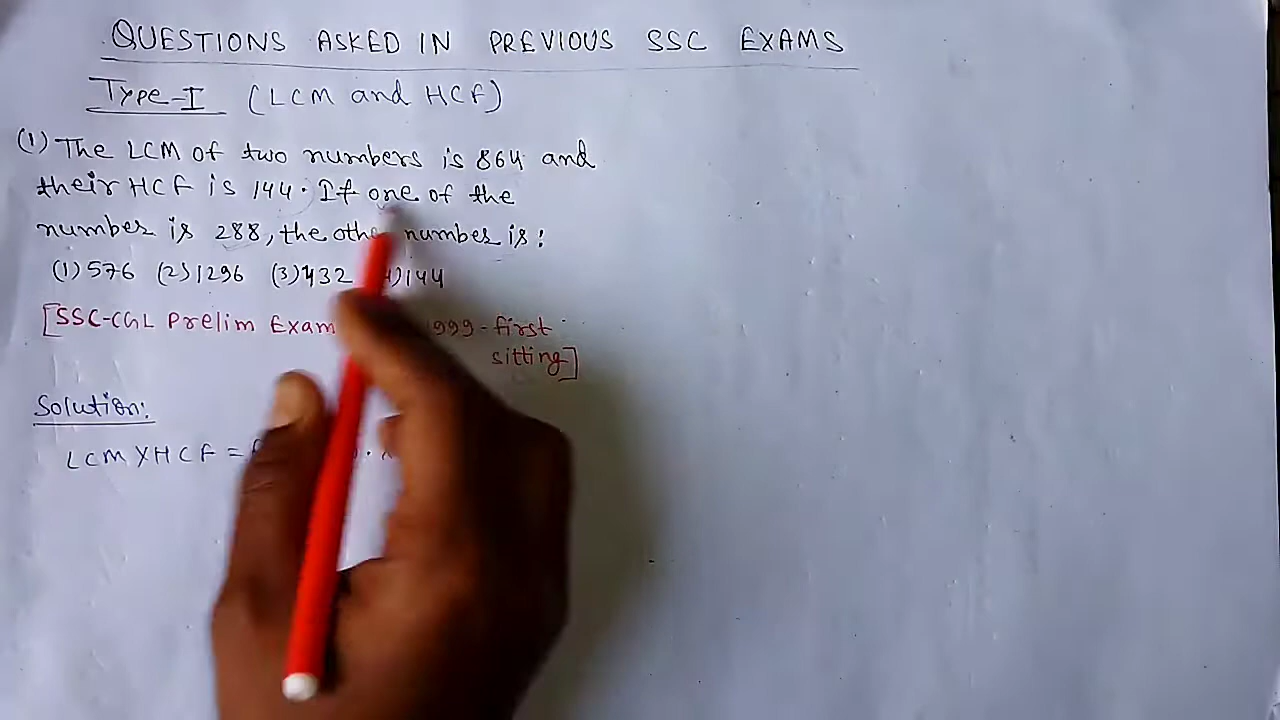 QUESTIONS ASKED IN PREVIOUS SSC EXAMS
Type-I (LCM and HCF)
(1) The LCM of two numbers is 864 and
their HCF is 144. If one of the
number is 288, the other number is:
(1) 576 (2) 1296 (3) 432 4) 144
[SSC-CGL Prelim Exam 1999-first
sitting]
Solution:
LCM X HCF =